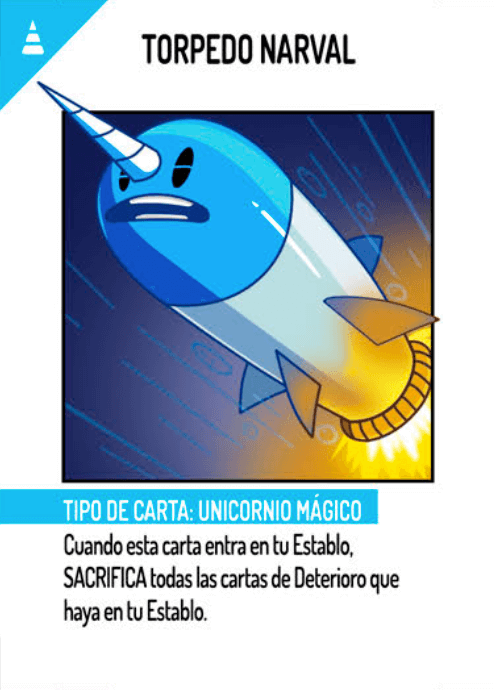 TORPEDO NARVAL
TIPO DE CARTA: UNICORNIO MÁGICO
Cuando esta carta entra en tu Establo,
SACRIFICA todas las cartas de Deterioro que
haya en tu Establo.